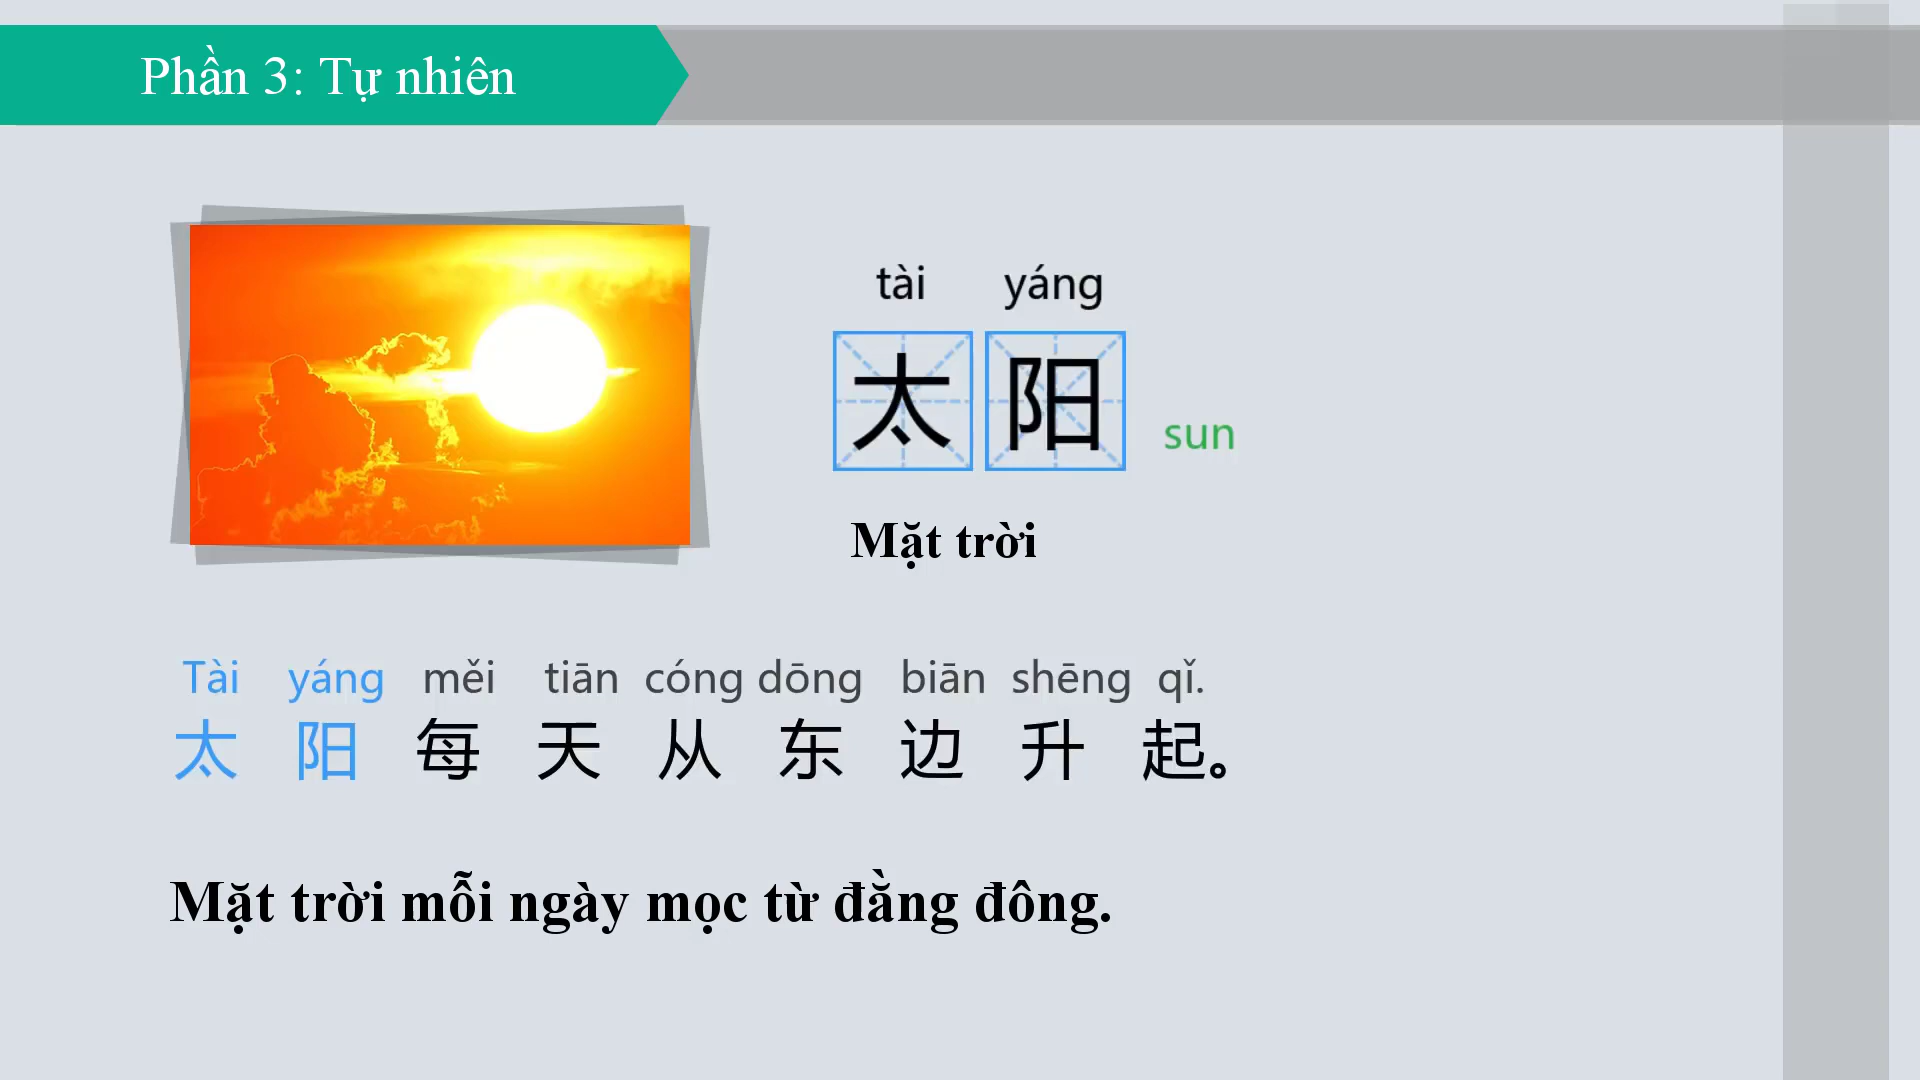 Phần 3: Tự nhiên
tài yáng
太阳 sun
Mặt trời
Tài yáng měi tiān cóng dōng biān shēng qǐ.
太阳每天从东边升起。
Mặt trời mỗi ngày mọc từ đằng đông.